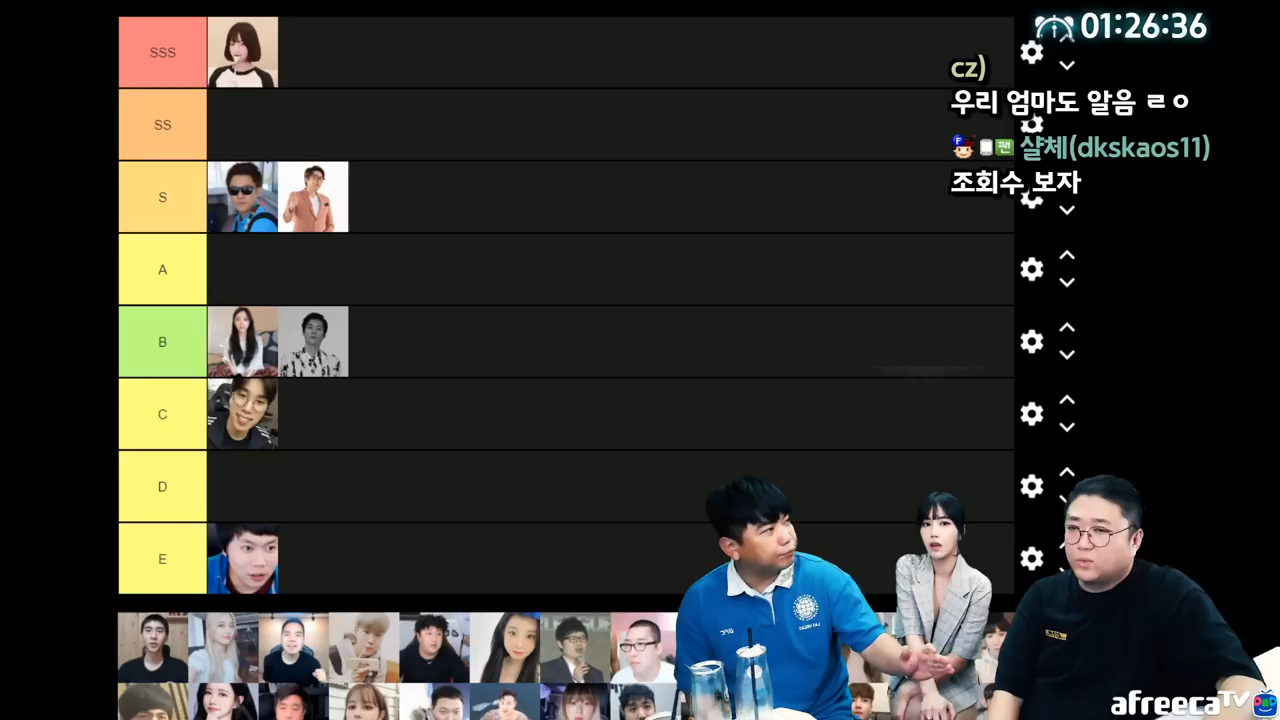 SSS
SS
S
A
B
C
D
E
01:26:36
cz)
우리 엄마도 알음 ㄹㅇ
팬 샬체(dkskaos11)
조회수 보자
afreecaTV